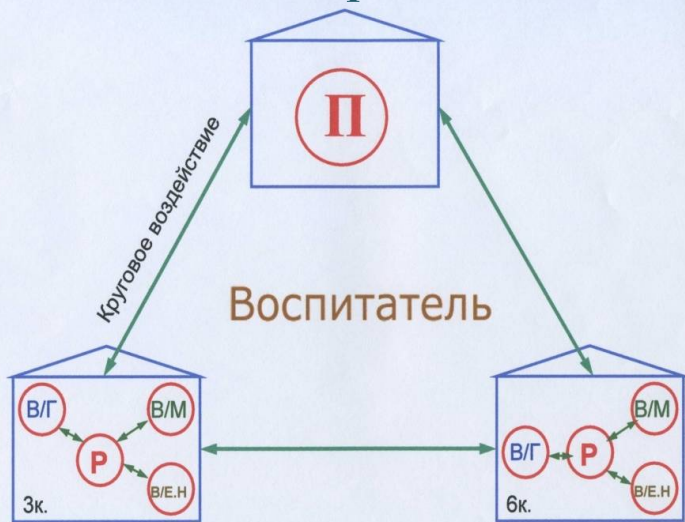 П
Круговое воздействие
Воспитатель
В/Г
В/М
Р
В/Е.Н
3к.
В/М
В/Г
Р
В/Е.Н
6к.